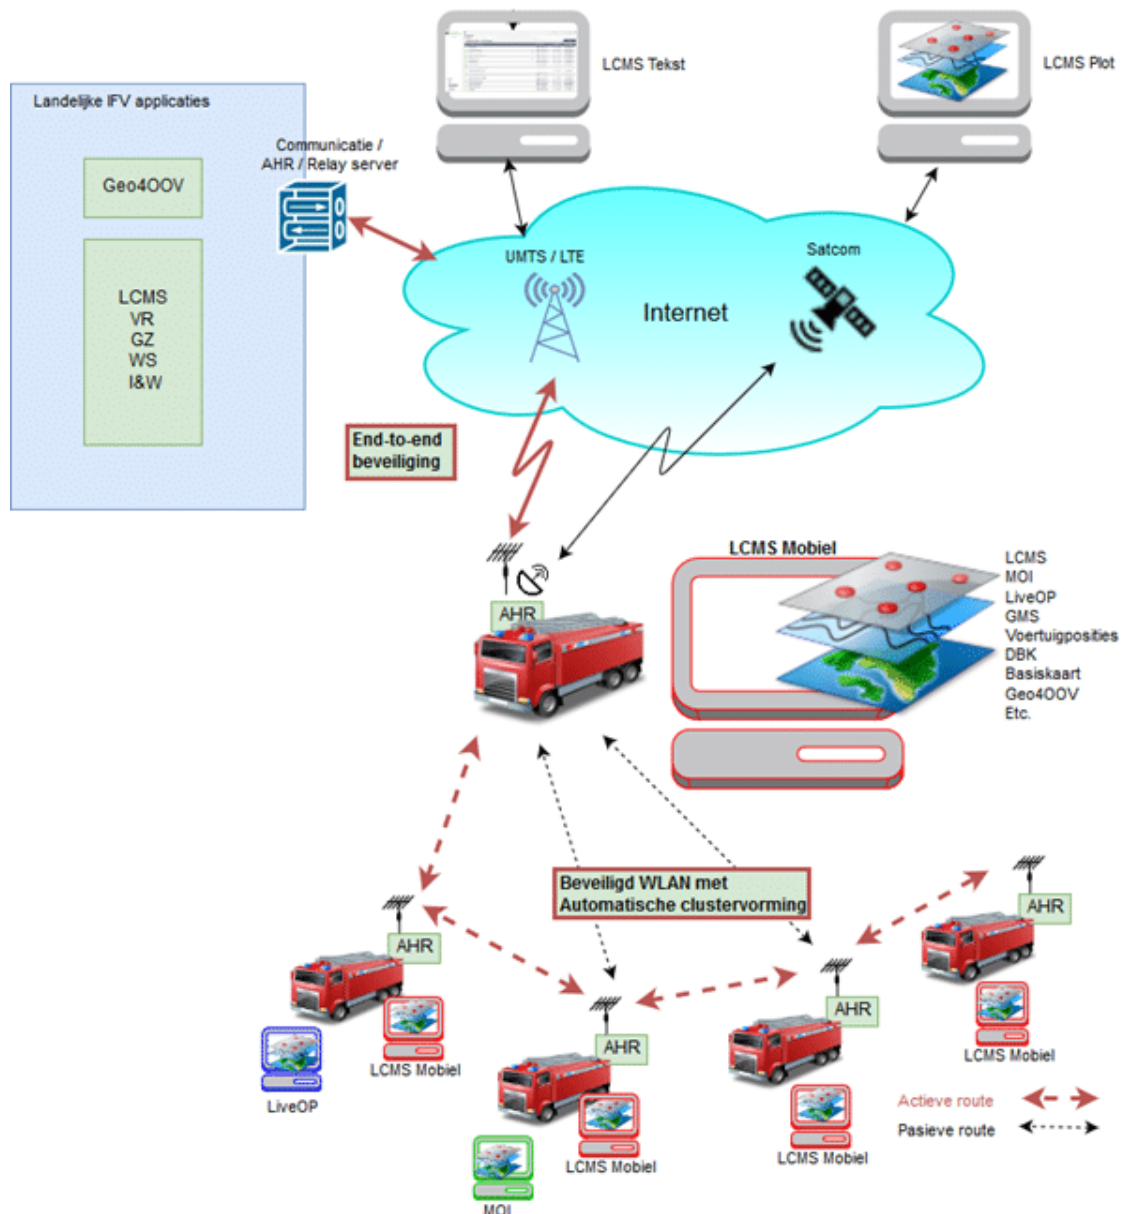 LCMS Tekst
LCMS Plot
Landelijke IFV applicaties
Communicatie /
AHR / Relay server
Geo4OOV
LCMS
VR
GZ
WS
I&W
UMTS / LTE
Satcom
Internet
End-to-end
beveiliging
AHR
LCMS Mobiel
LCMS
MOI
LiveOP
GMS
Voertuigposities
DBK
Basiskaart
Geo4OOV
Etc.
Beveiligd WLAN met
Automatische clustervorming
AHR
AHR
AHR
AHR
LCMS Mobiel
LiveOP
LCMS Mobiel
MOI
LCMS Mobiel
LCMS Mobiel
Actieve route
Pasieve route